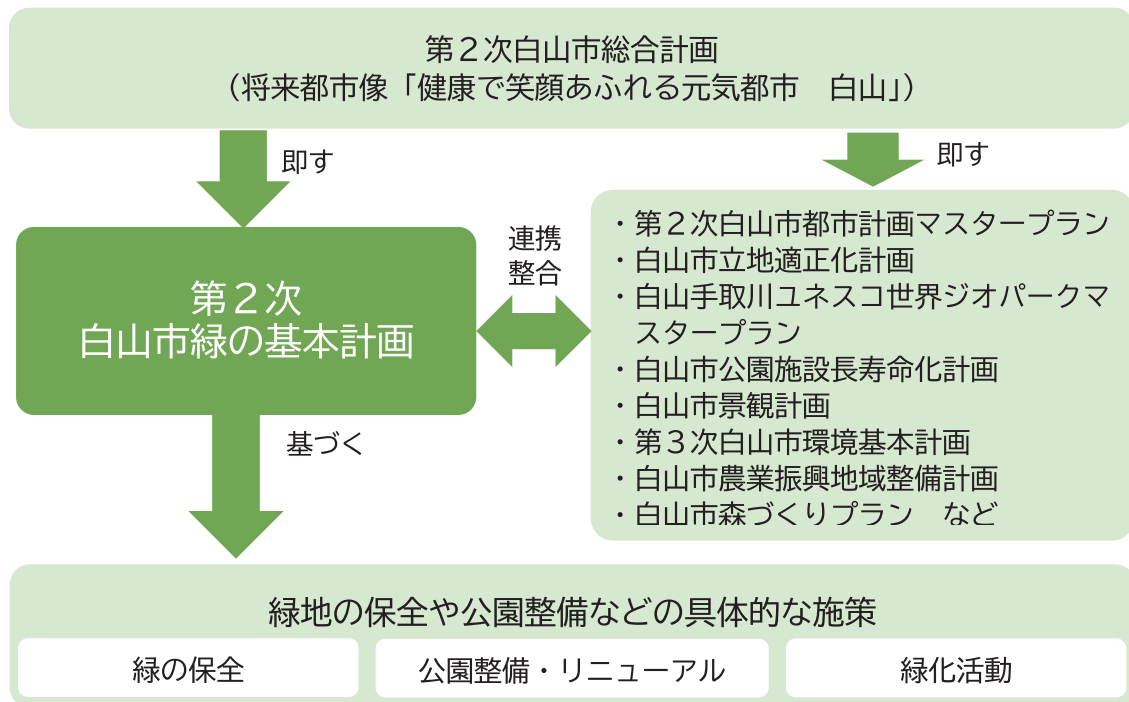 第２次白山市総合計画
（将来都市像「健康で笑顔あふれる元気都市　白山」）
即す
即す
第２次
白山市緑の基本計画
連携
整合
・第２次白山市都市計画マスタープラン
・白山市立地適正化計画
・白山手取川ユネスコ世界ジオパークマ
スタープラン
・白山市公園施設長寿命化計画
・白山市景観計画
・第３次白山市環境基本計画
・白山市農業振興地域整備計画
・白山市森づくりプラン　など
基づく
緑地の保全や公園整備などの具体的な施策
緑の保全
公園整備・リニューアル
緑化活動